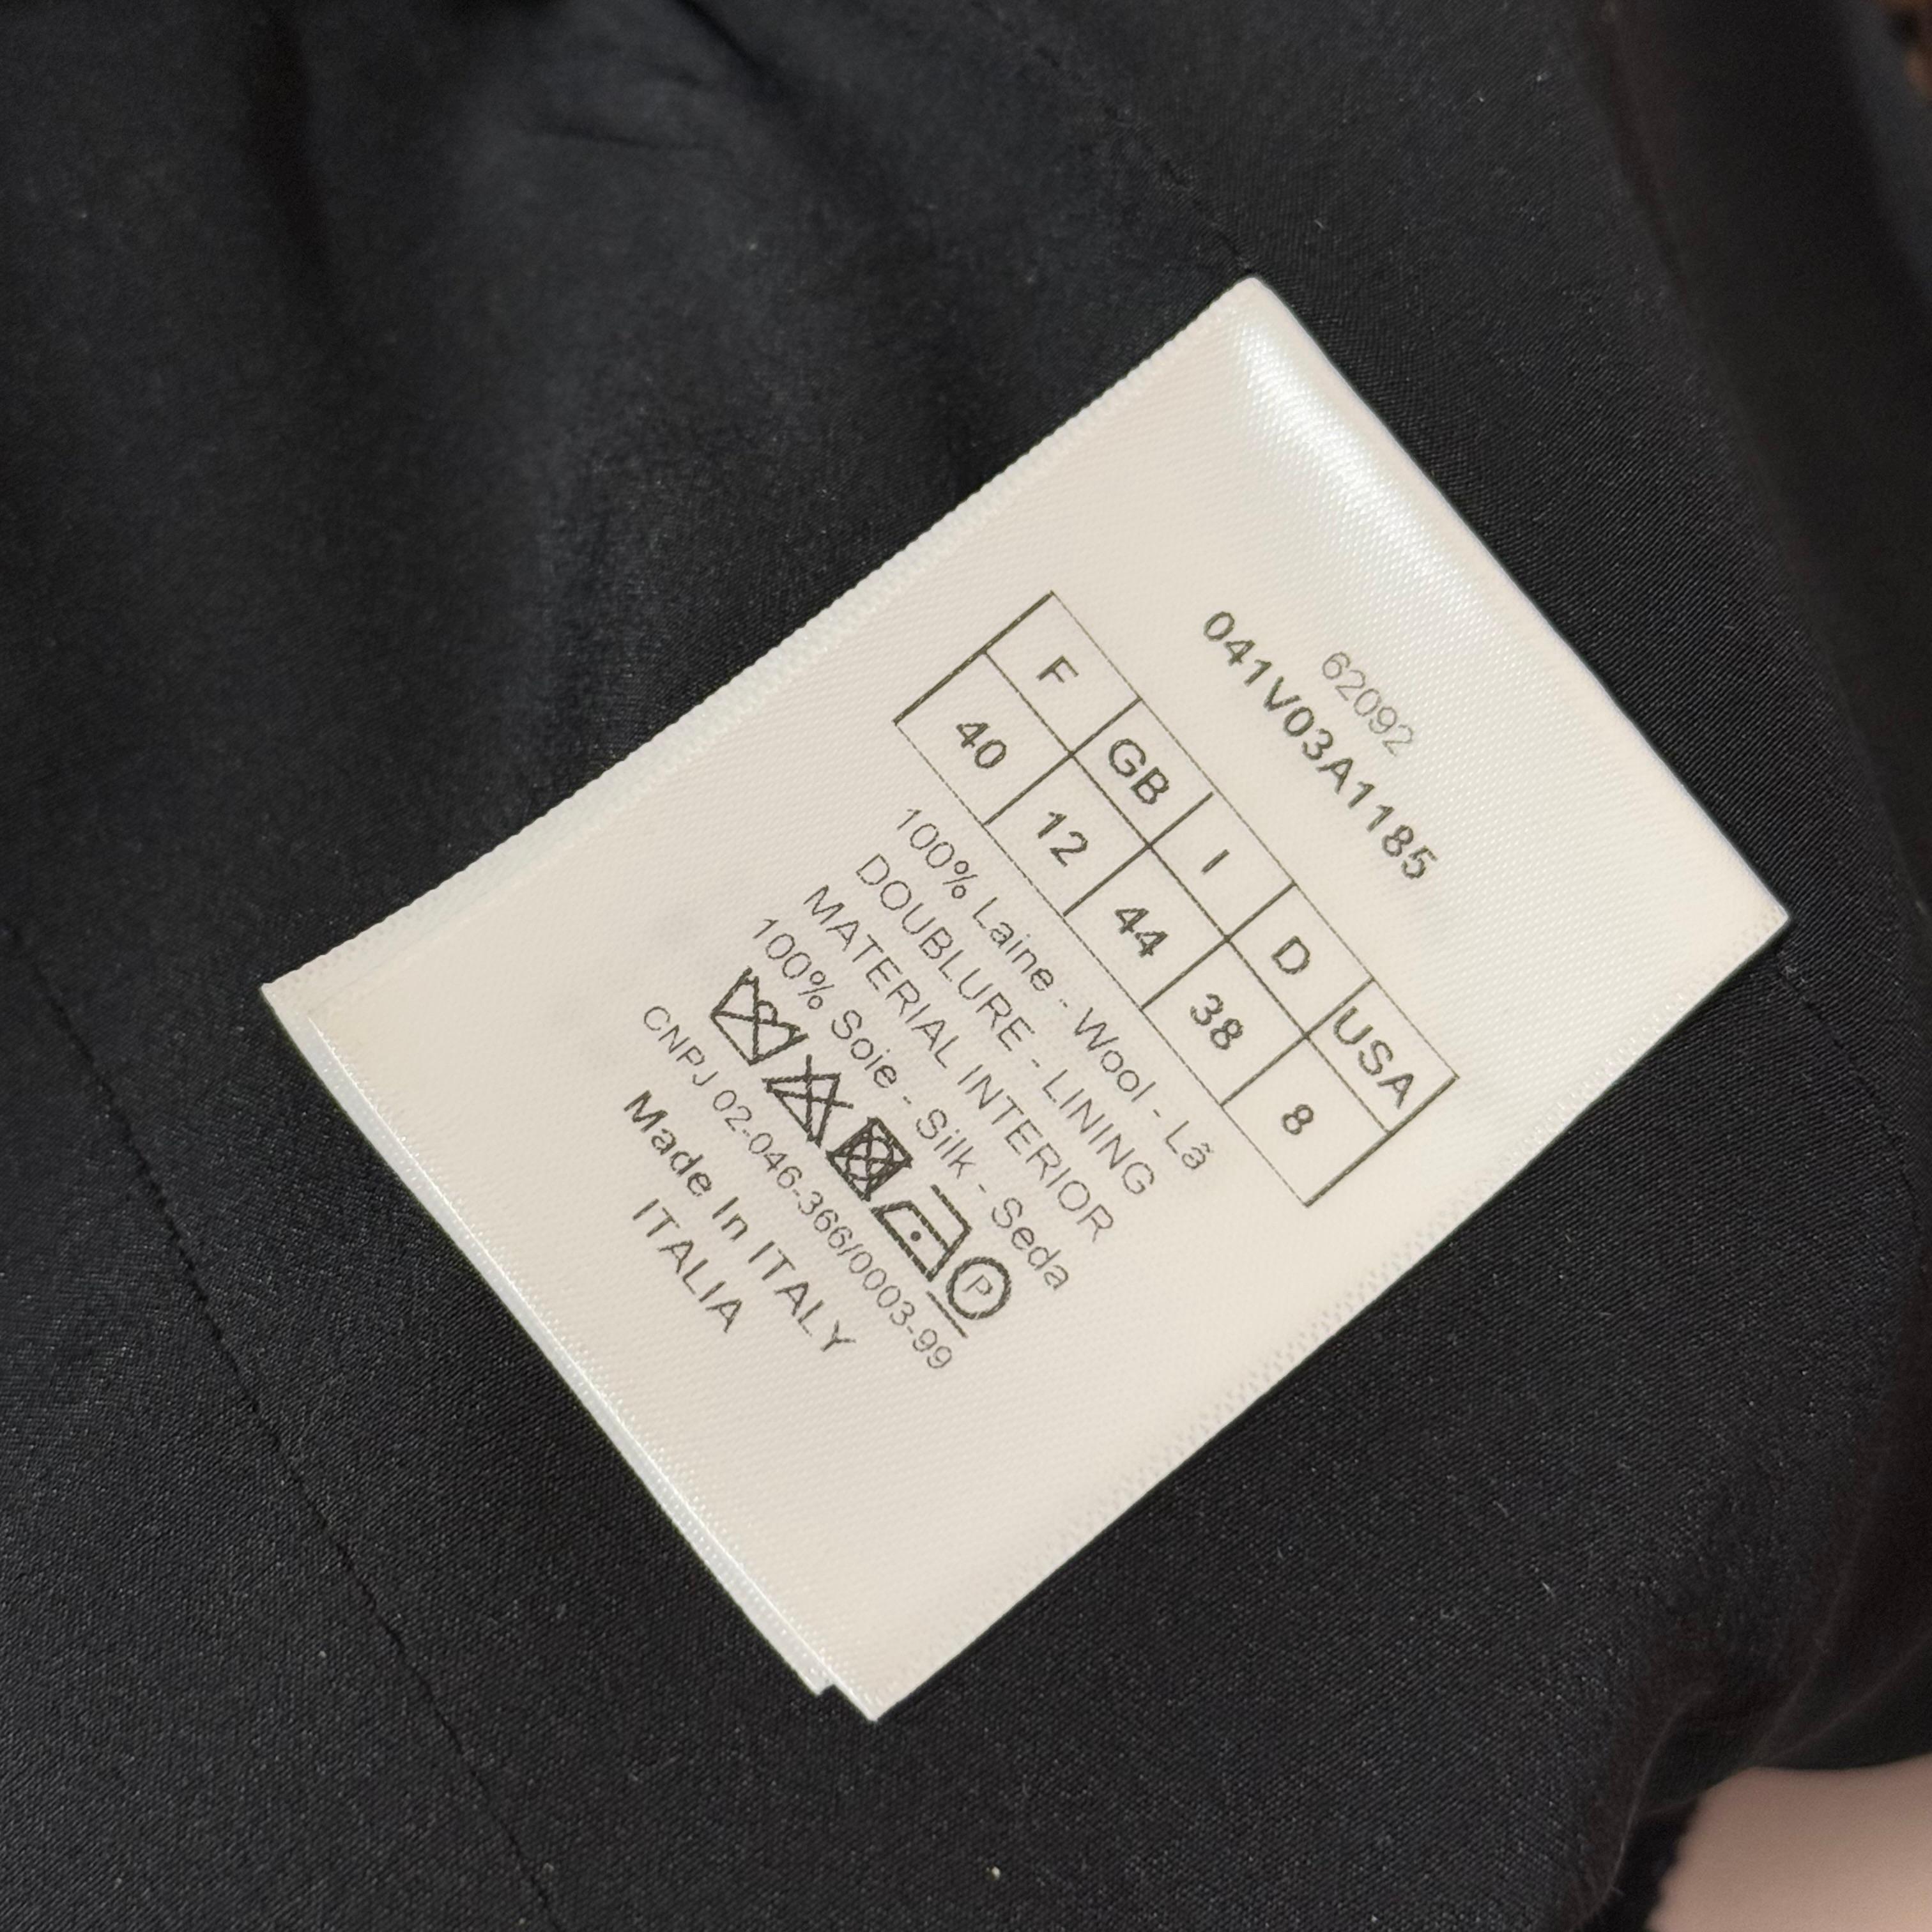 62092
041V03A1185
F GB I D USA
40 12 44 38 8
100% Laine - Wool - Lã
DOUBLURE - LINING
MATERIAL INTERIOR
100% Soie - Silk - Seda
P
CNPJ 02-046-366/0003-99
Made In ITALY
ITALIA